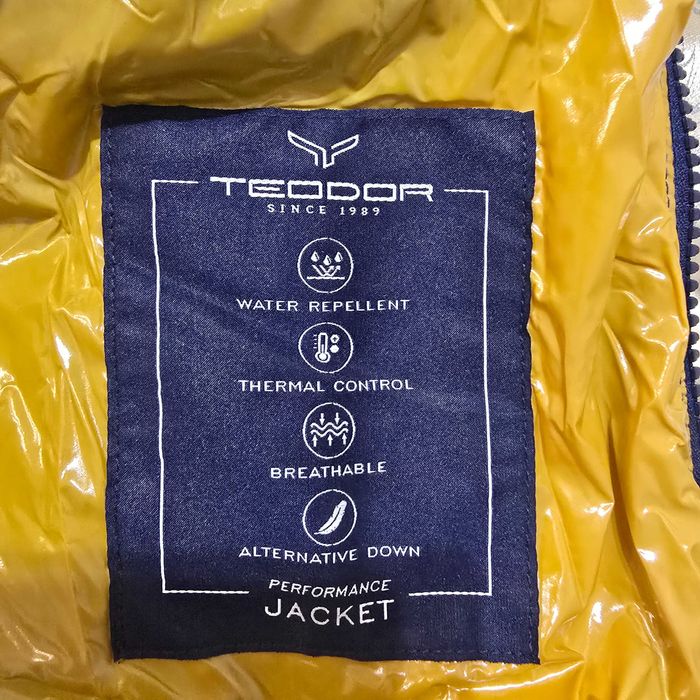 TEODOR
SINCE 1989
WATER REPELLENT
THERMAL CONTROL
BREATHABLE
ALTERNATIVE DOWN
PERFORMANCE
JACKET